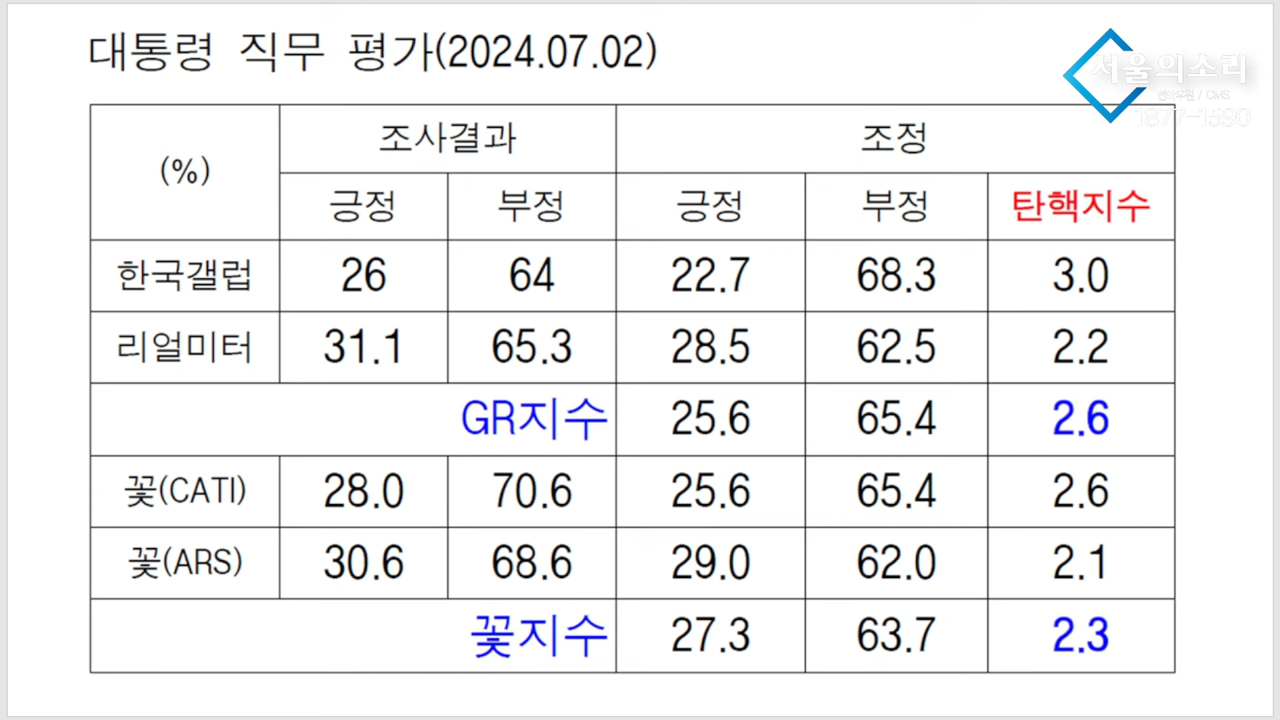 대통령 직무 평가(2024.07.02)
서울의소리
1877-1590
(%) 조사결과 조정
긍정 부정 긍정 부정 탄핵지수
한국갤럽 26 64 22.7 68.3 3.0
리얼미터 31.1 65.3 28.5 62.5 2.2
GR지수 25.6 65.4 2.6
꽃(CATI) 28.0 70.6 25.6 65.4 2.6
꽃(ARS) 30.6 68.6 29.0 62.0 2.1
꽃지수 27.3 63.7 2.3